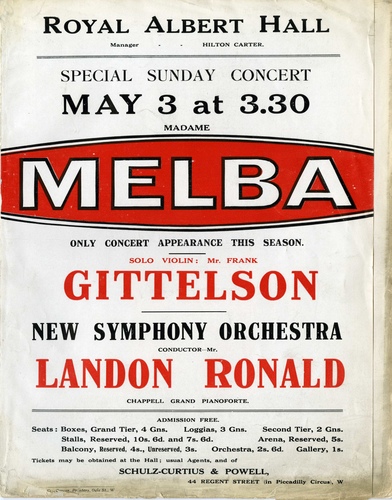 ROYAL ALBERT HALL
Manager - - HILTON CARTER.
SPECIAL SUNDAY CONCERT
MAY 3 at 3.30
MADAME
MELBA
ONLY CONCERT APPEARANCE THIS SEASON.
SOLO VIOLIN: Mr. FRANK
GITTELSON
NEW SYMPHONY ORCHESTRA
CONDUCTOR—Mr.
LANDON RONALD
CHAPPELL GRAND PIANOFORTE.
ADMISSION FREE.
Seats: Boxes, Grand Tier, 4 Gns. Loggias, 3 Gns. Second Tier, 2 Gns.
Stalls, Reserved, 10s. 6d. and 7s. 6d. Arena, Reserved, 5s.
Balcony, Reserved, 4s., Unreserved, 3s. Orchestra, 2s. 6d. Gallery, 1s.
Tickets may be obtained at the Hall; usual Agents, and of
SCHULZ-CURTIUS & POWELL,
44 REGENT STREET (in Piccadilly Circus), W